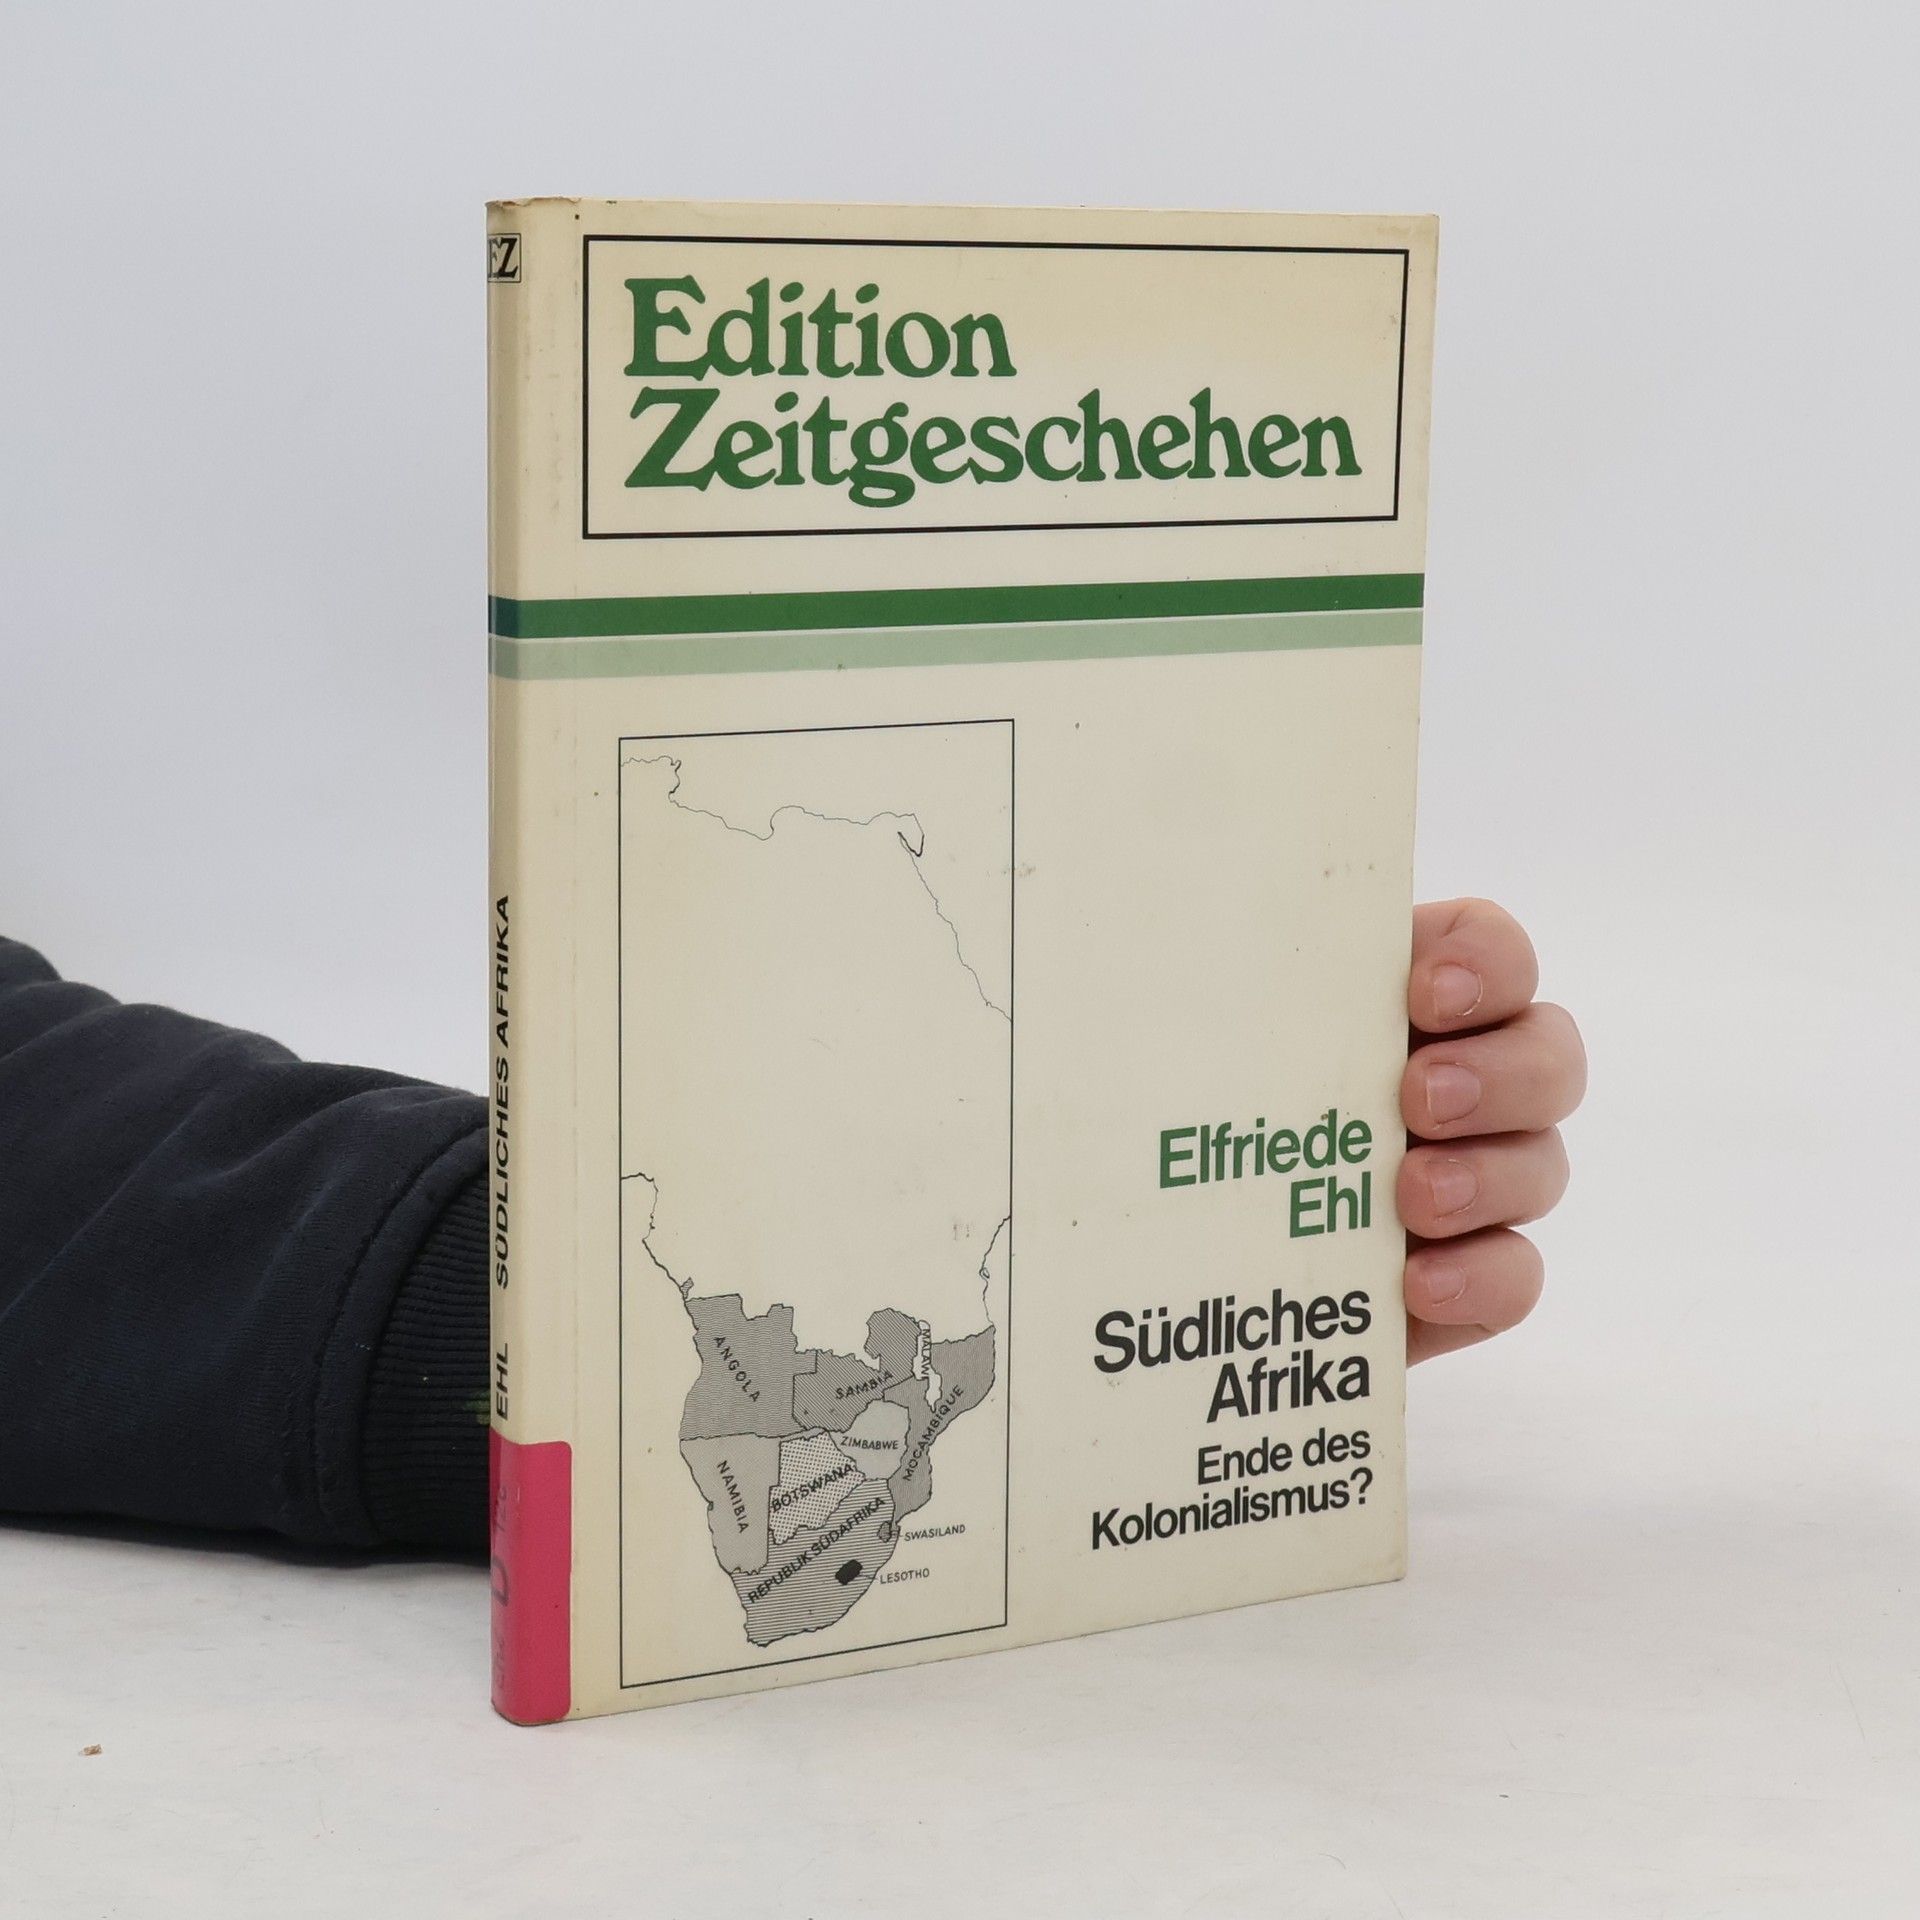 EZ
Edition
Zeitgeschehen
EHL SÜDLICHES AFRIKA
Elfriede
Ehl
Südliches
Afrika
Ende des
Kolonialismus?
ANGOLA
SAMBIA
MALAWI
MOCAMBIQUE
ZIMBABWE
NAMIBIA
BOTSWANA
REPUBLIK SÜDAFRIKA
SWASILAND
LESOTHO
D